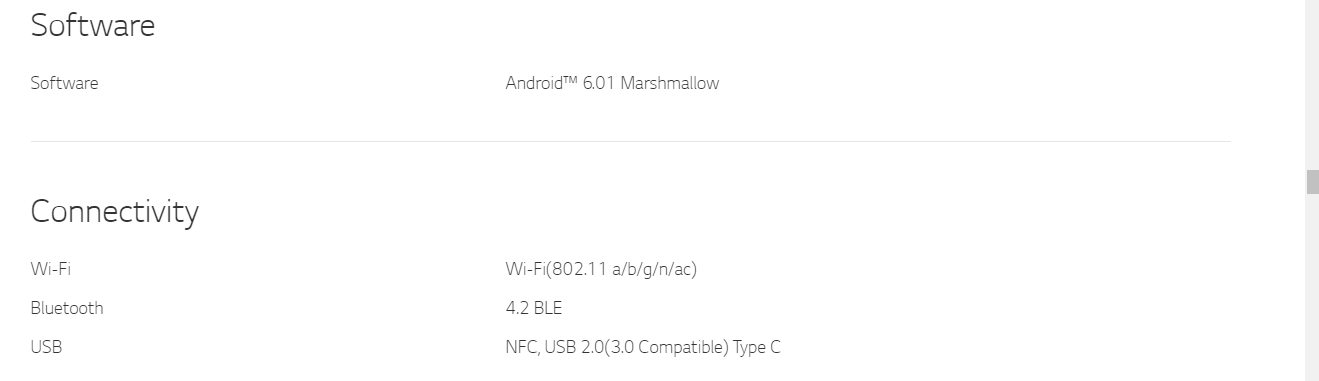 Software
Software Android™ 6.01 Marshmallow
Connectivity
Wi-Fi Wi-Fi(802.11 a/b/g/n/ac)
Bluetooth 4.2 BLE
USB NFC, USB 2.0(3.0 Compatible) Type C